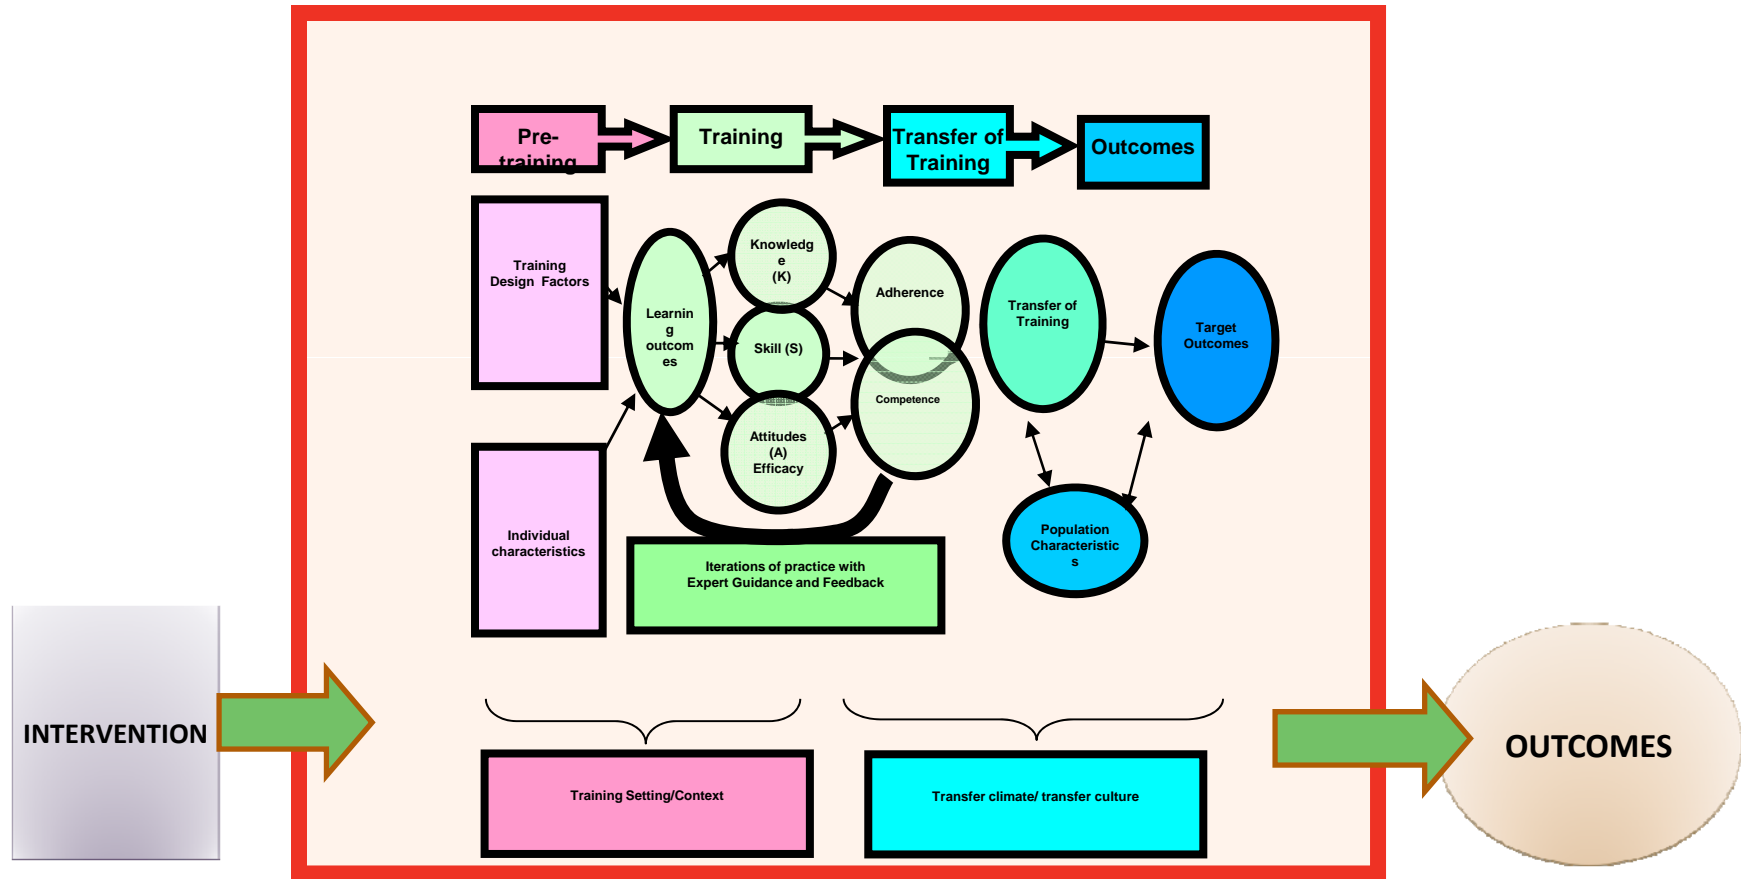 Pre-
training
Training
Transfer of
Training
Outcomes
Training
Design Factors
Individual
characteristics
Learnin
g
outcom
es
Knowledg
e
(K)
Skill (S)
Attitudes
(A)
Efficacy
Adherence
Competence
Transfer of
Training
Target
Outcomes
Population
Characteristic
s
Iterations of practice with
Expert Guidance and Feedback
INTERVENTION
OUTCOMES
Training Setting/Context
Transfer climate/ transfer culture